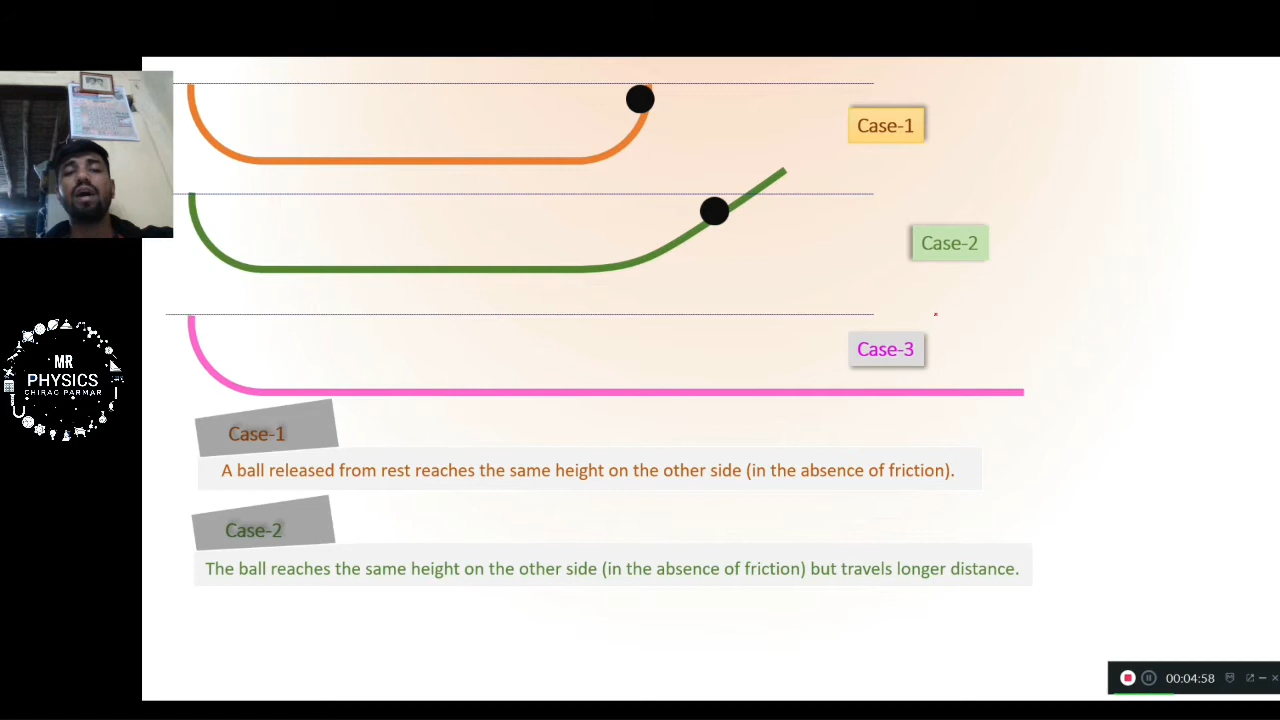 Case-1
Case-2
Case-3
MR
PHYSICS
CHIRAG PARMAR
Case-1
A ball released from rest reaches the same height on the other side (in the absence of friction).
Case-2
The ball reaches the same height on the other side (in the absence of friction) but travels longer distance.
00:04:58